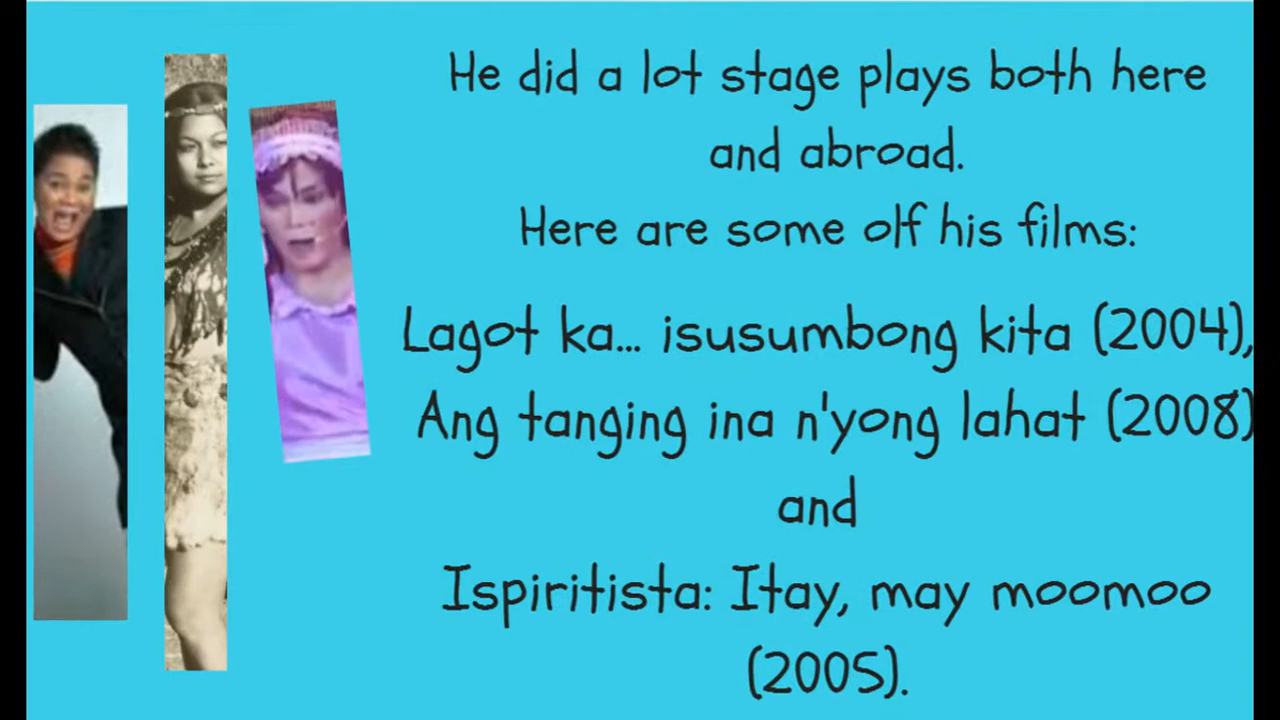 He did a lot stage plays both here
and abroad.
Here are some olf his films:
Lagot ka... isusumbong kita (2004),
Ang tanging ina n'yong lahat (2008)
and
Ispiritista: Itay, may moomoo
(2005).